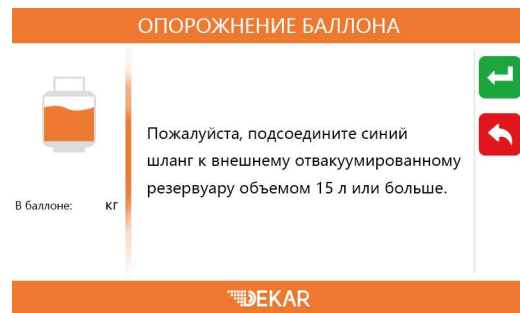 ОПОРОЖНЕНИЕ БАЛЛОНА
Пожалуйста, подсоедините синий
шланг к внешнему отвакуумированному
резервуару объемом 15 л или больше.
В баллоне: кг
DEKAR